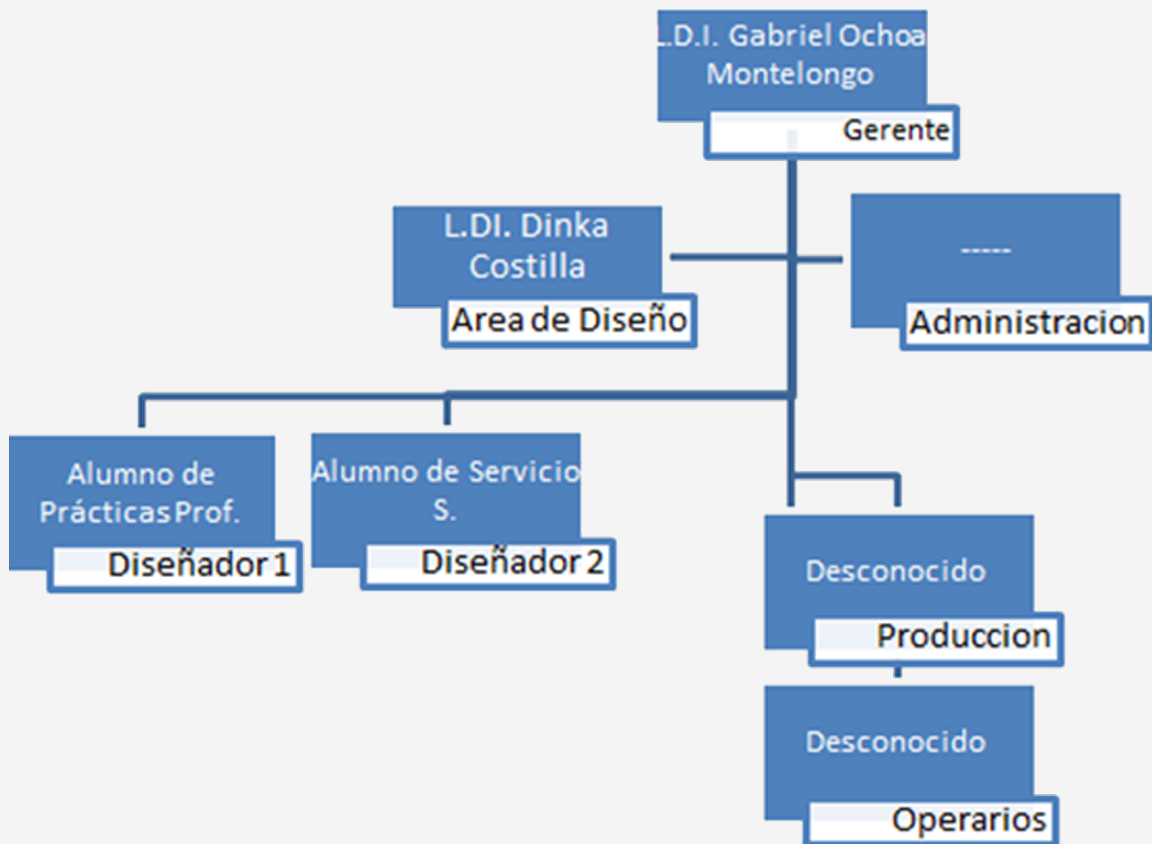 L.D.I. Gabriel Ochoa
Montelongo
Gerente
L.DI. Dinka
Costilla
Area de Diseño
-----
Administracion
Alumno de
Prácticas Prof.
Diseñador 1
Alumno de Servicio
S.
Diseñador 2
Desconocido
Produccion
Desconocido
Operarios